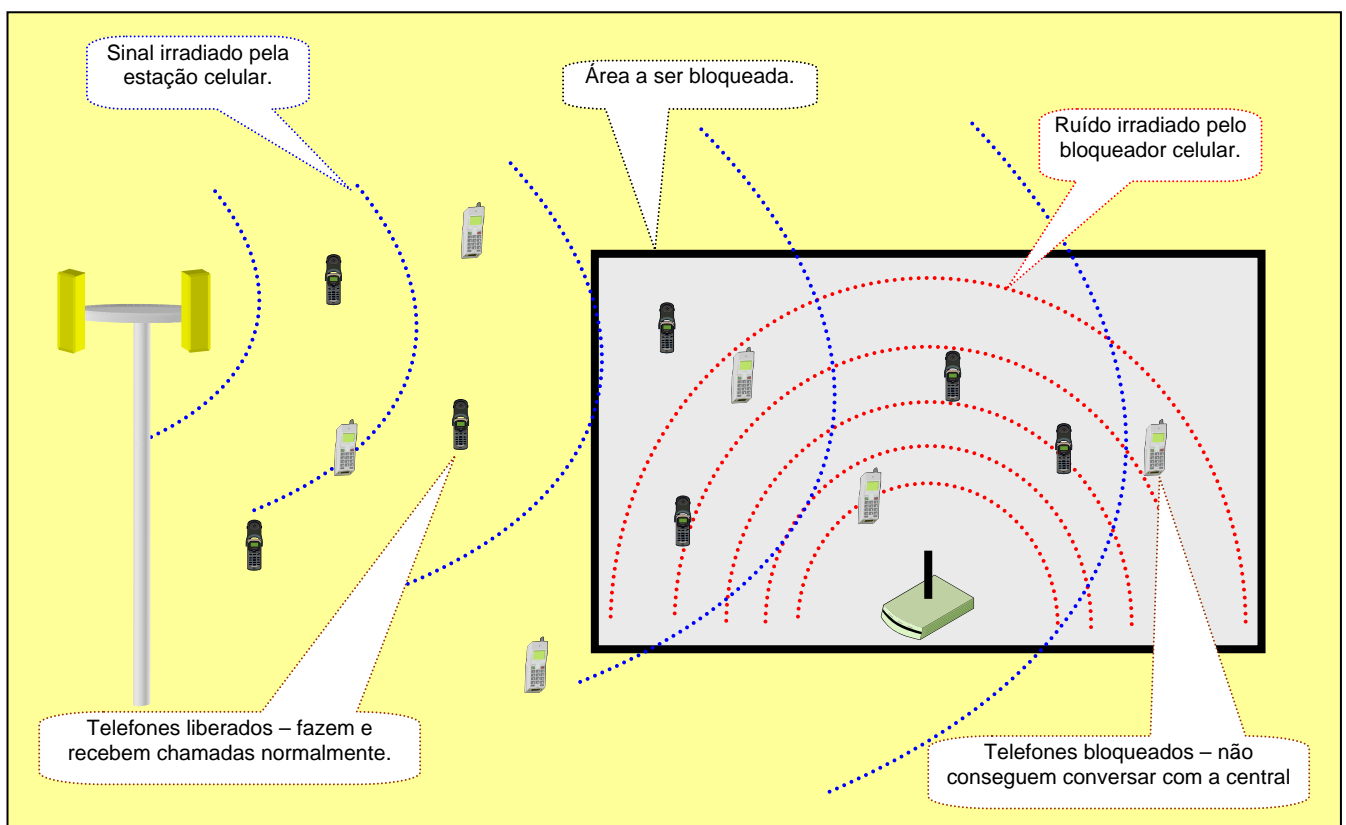 Sinal irradiado pela
estação celular.
Área a ser bloqueada.
Ruído irradiado pelo
bloqueador celular.
Telefones liberados – fazem e
recebem chamadas normalmente.
Telefones bloqueados – não
conseguem conversar com a central